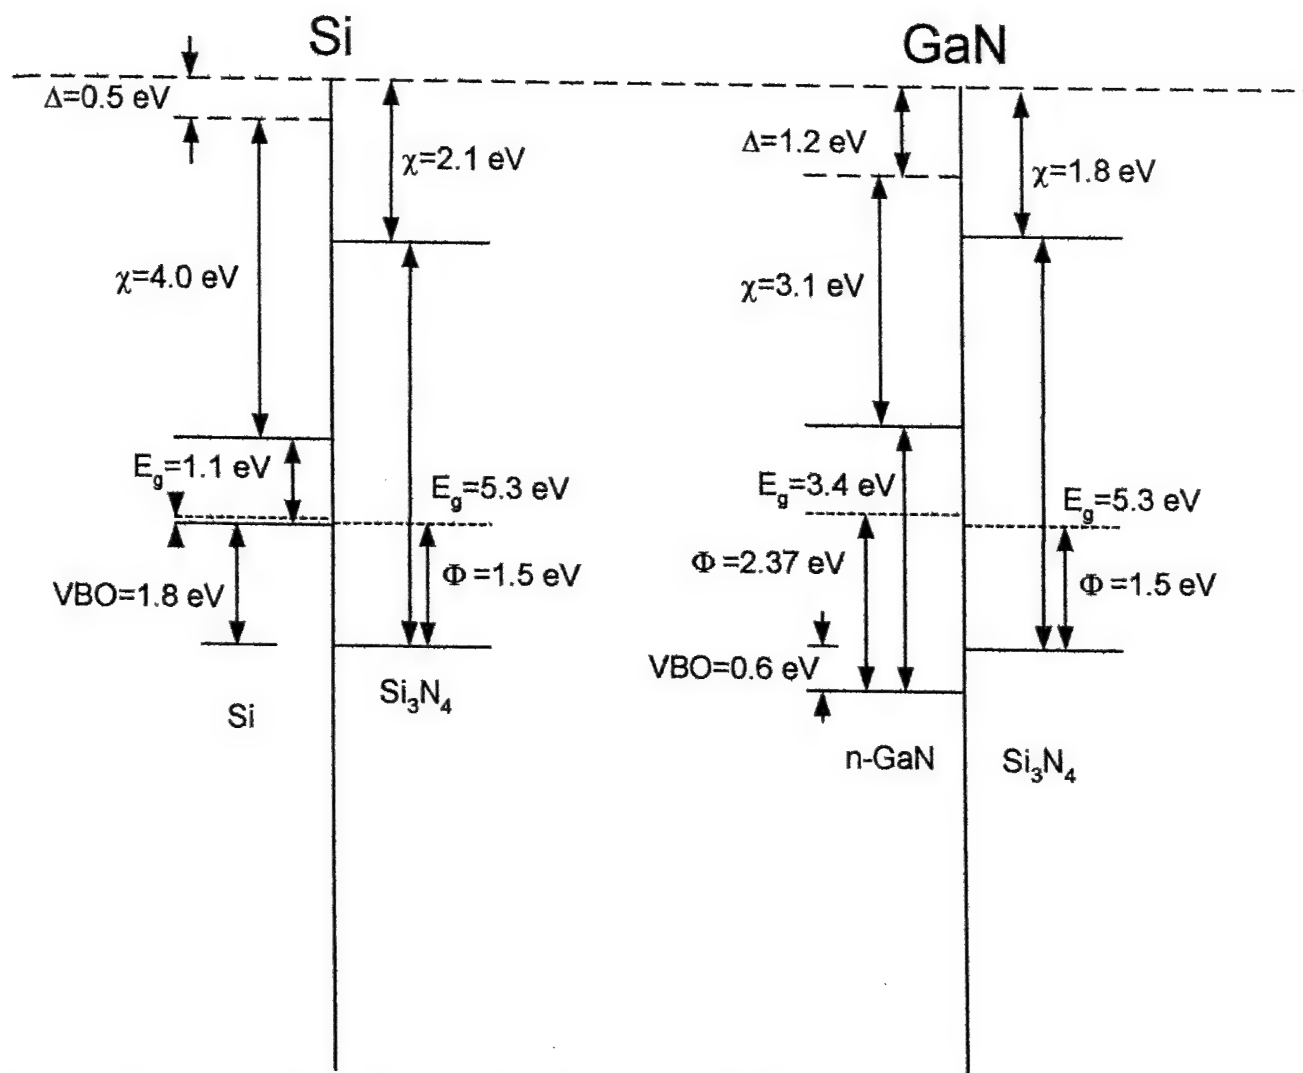 Si
Δ=0.5 eV
χ=2.1 eV
χ=4.0 eV
E_g=1.1 eV
E_g=5.3 eV
VBO=1.8 eV
Φ=1.5 eV
Si
Si₃N₄
GaN
Δ=1.2 eV
χ=1.8 eV
χ=3.1 eV
E_g=3.4 eV
E_g=5.3 eV
Φ=2.37 eV
Φ=1.5 eV
VBO=0.6 eV
n-GaN
Si₃N₄